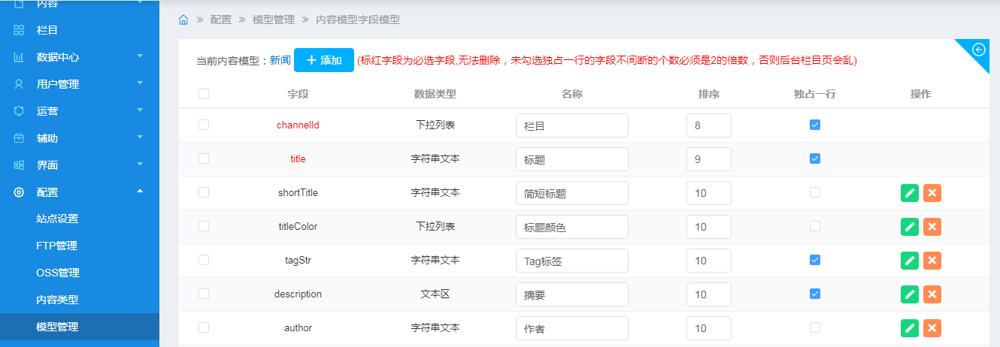 内容
栏目
数据中心
用户管理
运营
辅助
界面
配置
站点设置
FTP管理
OSS管理
内容类型
模型管理
配置 模型管理 内容模型字段模型
当前内容模型：新闻 添加 (标红字段为必选字段,无法删除，未勾选独占一行的字段不间断的个数必须是2的倍数，否则后台栏目页会乱)
字段 数据类型 名称 排序 独占一行 操作
channelId 下拉列表 栏目 8
title 字符串文本 标题 9
shortTitle 字符串文本 简短标题 10
titleColor 下拉列表 标题颜色 10
tagStr 字符串文本 Tag标签 10
description 文本区 摘要 10
author 字符串文本 作者 10